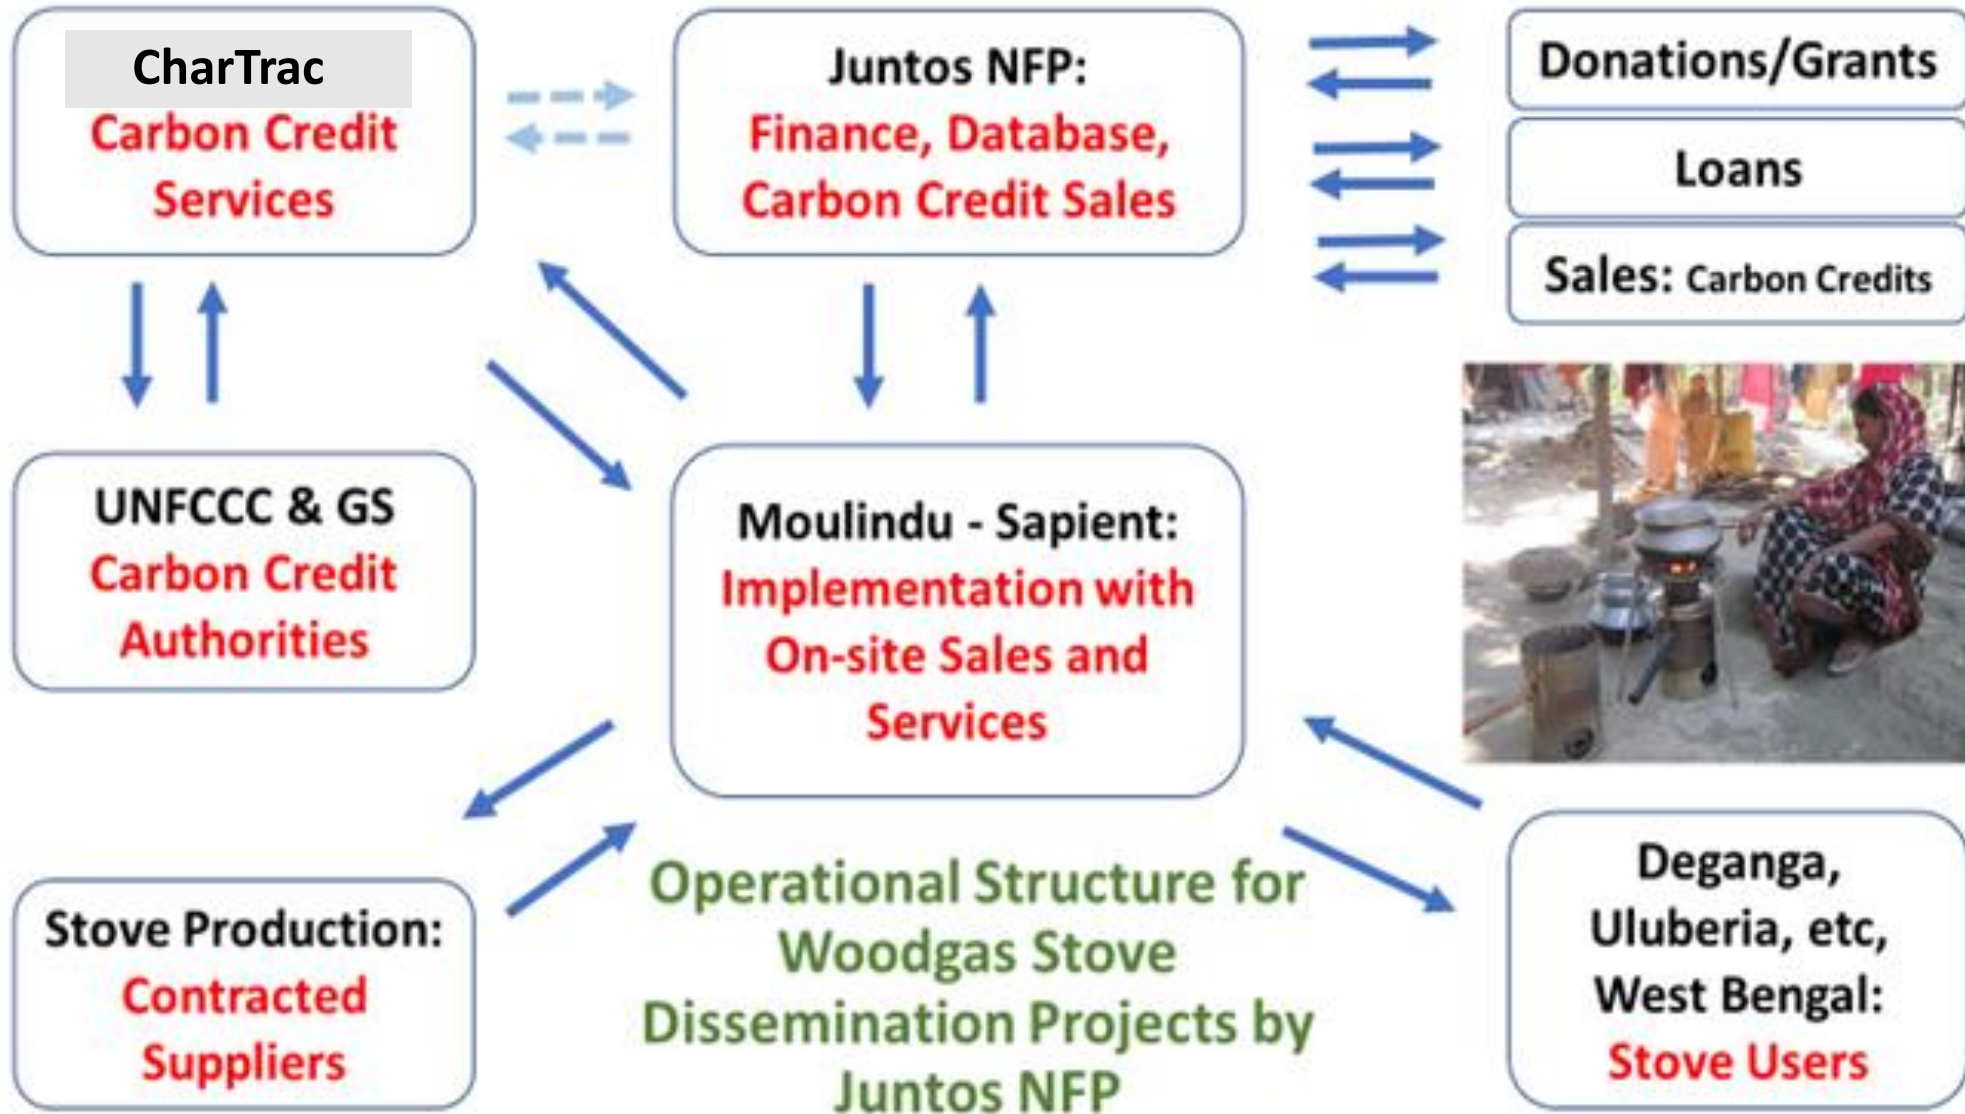 CharTrac
Carbon Credit
Services
Juntos NFP:
Finance, Database,
Carbon Credit Sales
Donations/Grants
Loans
Sales: Carbon Credits
UNFCCC & GS
Carbon Credit
Authorities
Moulindu - Sapient:
Implementation with
On-site Sales and
Services
Stove Production:
Contracted
Suppliers
Operational Structure for
Woodgas Stove
Dissemination Projects by
Juntos NFP
Deganga,
Uluberia, etc,
West Bengal:
Stove Users